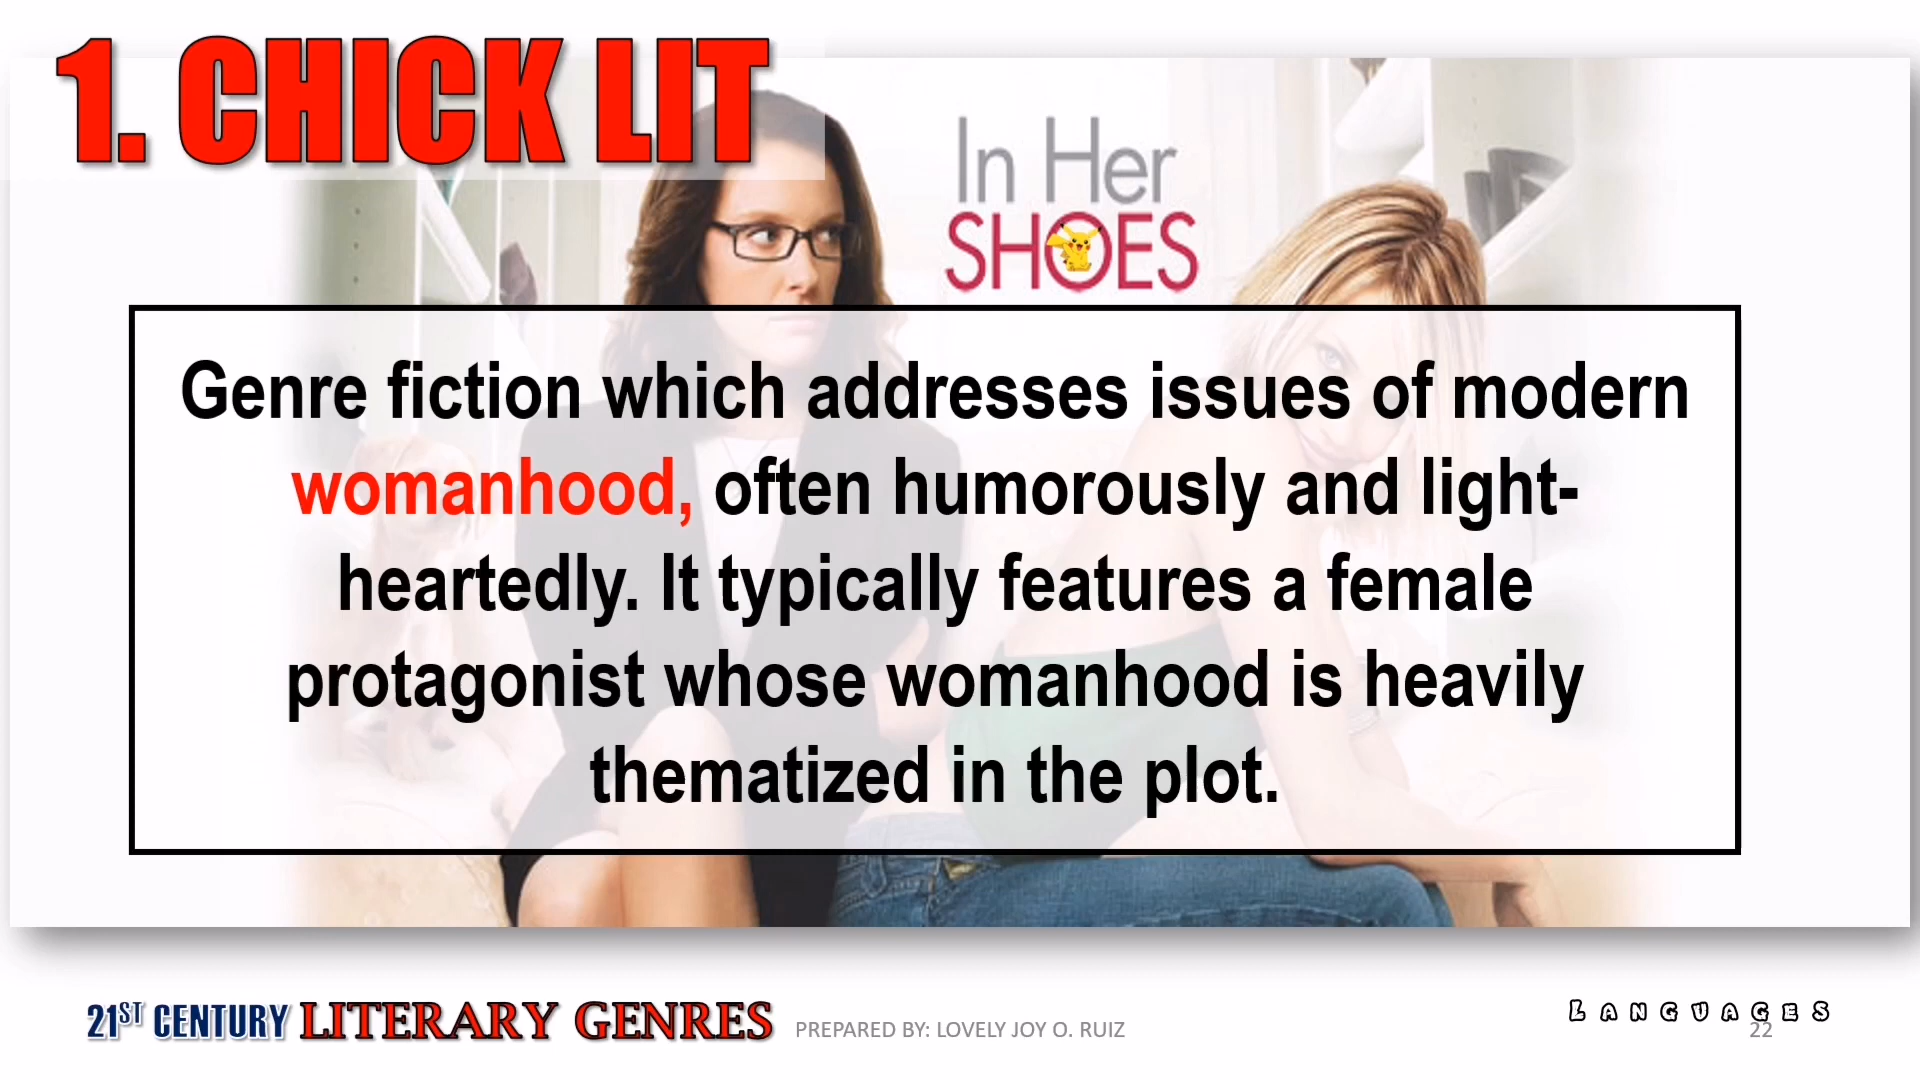 1. CHICK LIT
In Her
SHOES
Genre fiction which addresses issues of modern
womanhood, often humorously and light-
heartedly. It typically features a female
protagonist whose womanhood is heavily
thematized in the plot.
21ST CENTURY LITERARY GENRES
PREPARED BY: LOVELY JOY O. RUIZ
LANGUAGES
22